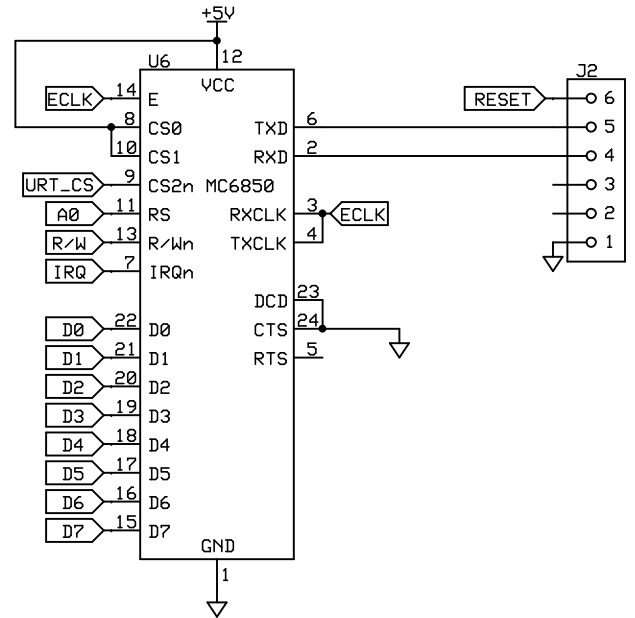 +5V
12
U6
VCC
J2
ECLK 14 E
RESET 6
8 CS0
TXD 6
5
10 CS1
RXD 2
4
URT_CS 9 CS2n MC6850
3
A0 11 RS
RXCLK 3 ECLK
2
R/W 13 R/Wn
TXCLK 4
1
IRQ 7 IRQn
DCD 23
D0 22 D0
CTS 24
D1 21 D1
RTS 5
D2 20 D2
D3 19 D3
D4 18 D4
D5 17 D5
D6 16 D6
D7 15 D7
GND
1